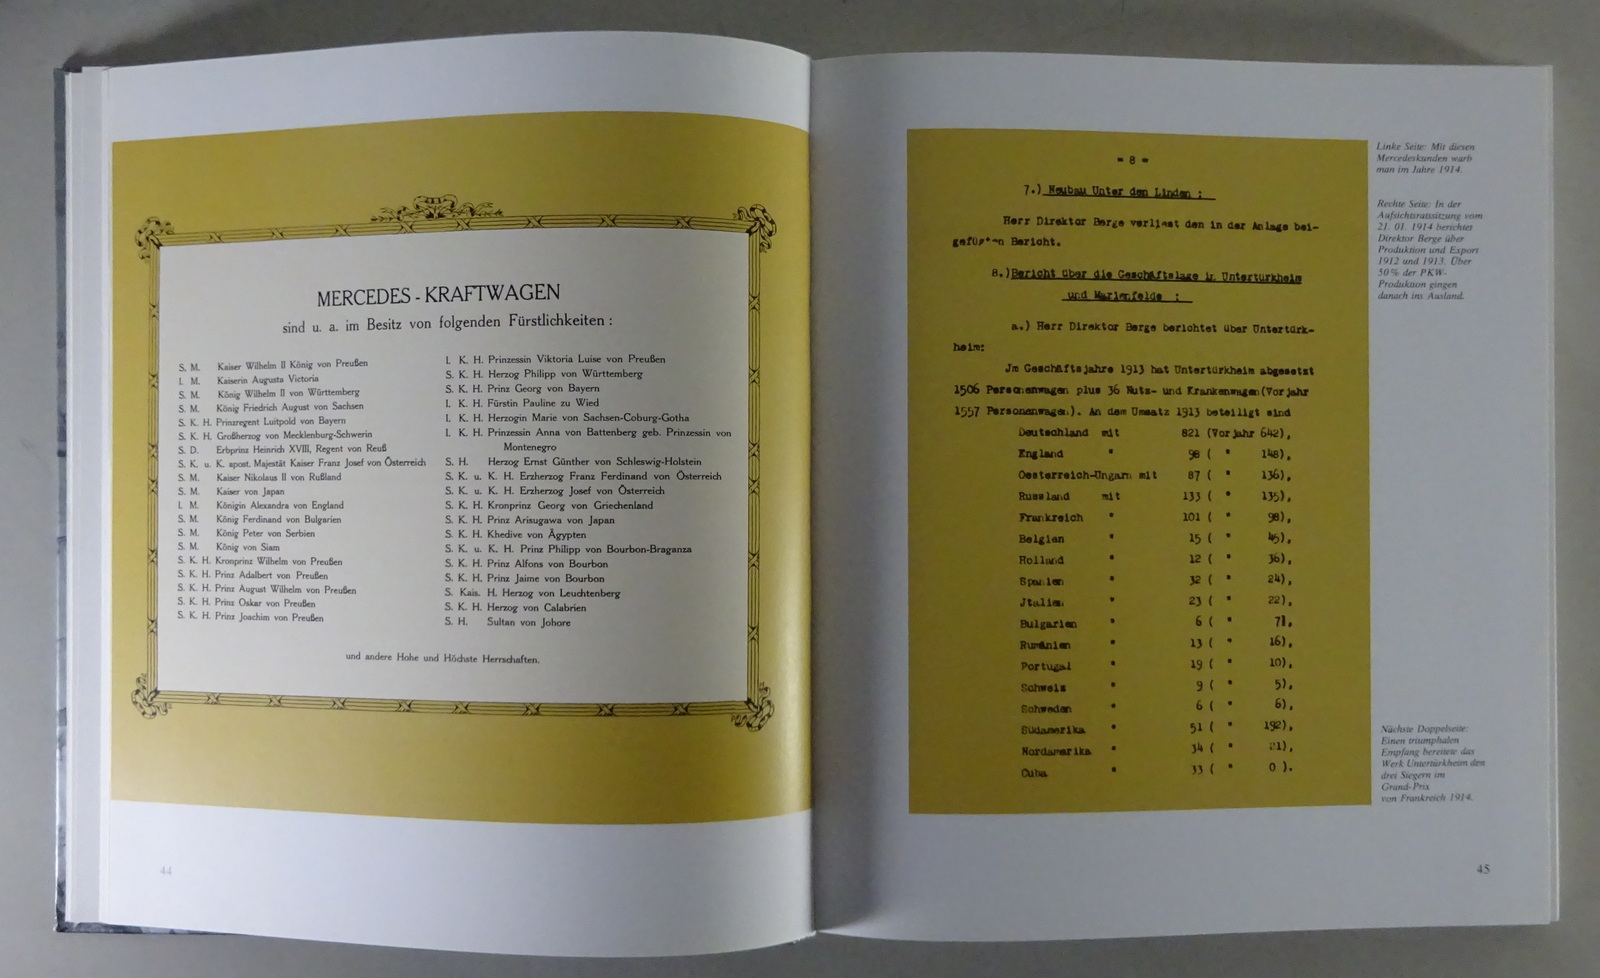 MERCEDES - KRAFTWAGEN
sind u. a. im Besitz von folgenden Fürstlichkeiten :
S. M. Kaiser Wilhelm II König von Preußen
I. M. Kaiserin Augusta Victoria
S. M. König Wilhelm II von Württemberg
S. M. König Friedrich August von Sachsen
S. K. H. Prinzregent Luitpold von Bayern
S. K. H. Großherzog von Mecklenburg-Schwerin
S. D. Erbprinz Heinrich XVIII, Regent von Reuß
S. K. u. K. apost. Majestät Kaiser Franz Josef von Österreich
S. M. Kaiser Nikolaus II von Rußland
S. M. Kaiser von Japan
I. M. Königin Alexandra von England
S. M. König Ferdinand von Bulgarien
S. M. König Peter von Serbien
S. M. König von Siam
S. K. H. Kronprinz Wilhelm von Preußen
S. K. H. Prinz Adalbert von Preußen
S. K. H. Prinz August Wilhelm von Preußen
S. K. H. Prinz Oskar von Preußen
S. K. H. Prinz Joachim von Preußen
I. K. H. Prinzessin Viktoria Luise von Preußen
S. K. H. Herzog Philipp von Württemberg
S. K. H. Prinz Georg von Bayern
I. K. H. Fürstin Pauline zu Wied
I. K. H. Herzogin Marie von Sachsen-Coburg-Gotha
I. K. H. Prinzessin Anna von Battenberg geb. Prinzessin von
Montenegro
S. H. Herzog Ernst Günther von Schleswig-Holstein
S. K. u. K. H. Erzherzog Franz Ferdinand von Österreich
S. K. u. K. H. Erzherzog Josef von Österreich
S. K. H. Kronprinz Georg von Griechenland
S. K. H. Prinz Arisugawa von Japan
S. K. H. Khedive von Ägypten
S. K. u. K. H. Prinz Philipp von Bourbon-Braganza
S. K. H. Prinz Alfons von Bourbon
S. K. H. Prinz Jaime von Bourbon
S. Kais. H. Herzog von Leuchtenberg
S. K. H. Herzog von Calabrien
S. H. Sultan von Johore
und andere Hohe und Höchste Herrschaften.
44
- 8 -
7.) Neubau Unter den Linden :
Herr Direktor Berge verliest den in der Anlage bei-
gefügten Bericht.
8.) Bericht über die Geschäftslage in Untertürkheim
und Marienfelde :
a.) Herr Direktor Berge berichtet über Untertürk-
heim:
Jm Geschäftsjahre 1913 hat Untertürkheim abgesetzt
1506 Personenwagen plus 36 Nutz- und Krankenwagen(Vorjahr
1557 Personenwagen). An dem Umsatz 1913 beteiligt sind
Deutschland mit 821 (Vorjahr 642),
England " 98 ( " 148),
Oesterreich-Ungarn mit 87 ( " 136),
Russland mit 133 ( " 135),
Frankreich " 101 ( " 98),
Belgien " 15 ( " 45),
Holland " 12 ( " 36),
Spanien " 32 ( " 24),
Jtalien " 23 ( " 22),
Bulgarien " 6 ( "
Rumänien " 13 ( " 16),
Portugal " 19 ( " 10),
Schweiz " 9 ( " 5),
Schweden " 6 ( " 6),
Südamerika " 51 ( " 192),
Nordamerika " 34 ( "
Cuba " 33 ( " 0 ).
Linke Seite: Mit diesen
Mercedeskunden warb
man im Jahre 1914.
Rechte Seite: In der
Aufsichtsratssitzung vom
21. 01. 1914 berichtet
Direktor Berge über
Produktion und Export
1912 und 1913. Über
50% der PKW-
Produktion gingen
danach ins Ausland.
Nächste Doppelseite:
Einen triumphalen
Empfang bereitete das
Werk Untertürkheim den
drei Siegern im
Grand-Prix
von Frankreich 1914.
45